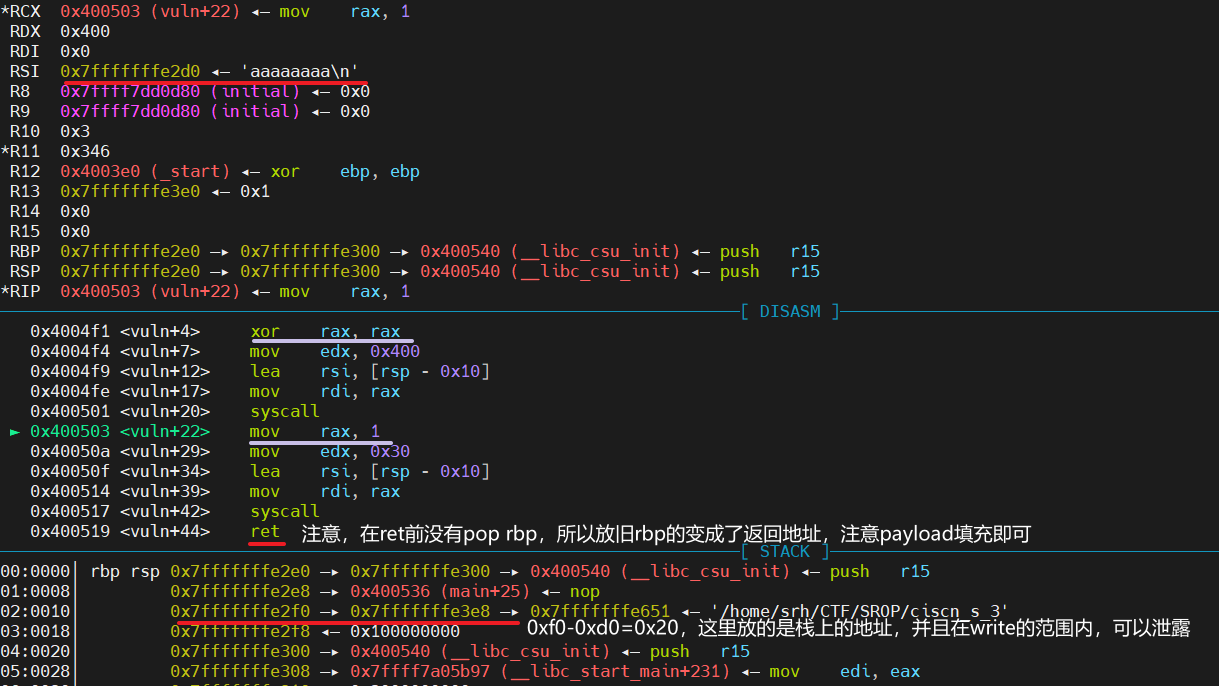 *RCX 0x400503 (vuln+22) ◂— mov rax, 1
RDX 0x400
RDI 0x0
RSI 0x7fffffffe2d0 ◂— 'aaaaaaaa\n'
R8 0x7ffff7dd0d80 (initial) ◂— 0x0
R9 0x7ffff7dd0d80 (initial) ◂— 0x0
R10 0x3
*R11 0x346
R12 0x4003e0 (_start) ◂— xor ebp, ebp
R13 0x7fffffffe3e0 ◂— 0x1
R14 0x0
R15 0x0
RBP 0x7fffffffe2e0 —▸ 0x7fffffffe300 —▸ 0x400540 (__libc_csu_init) ◂— push r15
RSP 0x7fffffffe2e0 —▸ 0x7fffffffe300 —▸ 0x400540 (__libc_csu_init) ◂— push r15
*RIP 0x400503 (vuln+22) ◂— mov rax, 1
[ DISASM ]
0x4004f1 <vuln+4> xor rax, rax
0x4004f4 <vuln+7> mov edx, 0x400
0x4004f9 <vuln+12> lea rsi, [rsp - 0x10]
0x4004fe <vuln+17> mov rdi, rax
0x400501 <vuln+20> syscall
► 0x400503 <vuln+22> mov rax, 1
0x40050a <vuln+29> mov edx, 0x30
0x40050f <vuln+34> lea rsi, [rsp - 0x10]
0x400514 <vuln+39> mov rdi, rax
0x400517 <vuln+42> syscall
0x400519 <vuln+44> ret 注意，在ret前没有pop rbp，所以放旧rbp的变成了返回地址，注意payload填充即可
[ STACK ]
00:0000│ rbp rsp 0x7fffffffe2e0 —▸ 0x7fffffffe300 —▸ 0x400540 (__libc_csu_init) ◂— push r15
01:0008│ 0x7fffffffe2e8 —▸ 0x400536 (main+25) ◂— nop
02:0010│ 0x7fffffffe2f0 —▸ 0x7fffffffe3e8 —▸ 0x7fffffffe651 ◂— '/home/srh/CTF/SROP/ciscn_s_3'
03:0018│ 0x7fffffffe2f8 ◂— 0x100000000 0xf0-0xd0=0x20，这里放的是栈上的地址，并且在write的范围内，可以泄露
04:0020│ 0x7fffffffe300 —▸ 0x400540 (__libc_csu_init) ◂— push r15
05:0028│ 0x7fffffffe308 —▸ 0x7ffff7a05b97 (__libc_start_main+231) ◂— mov edi, eax